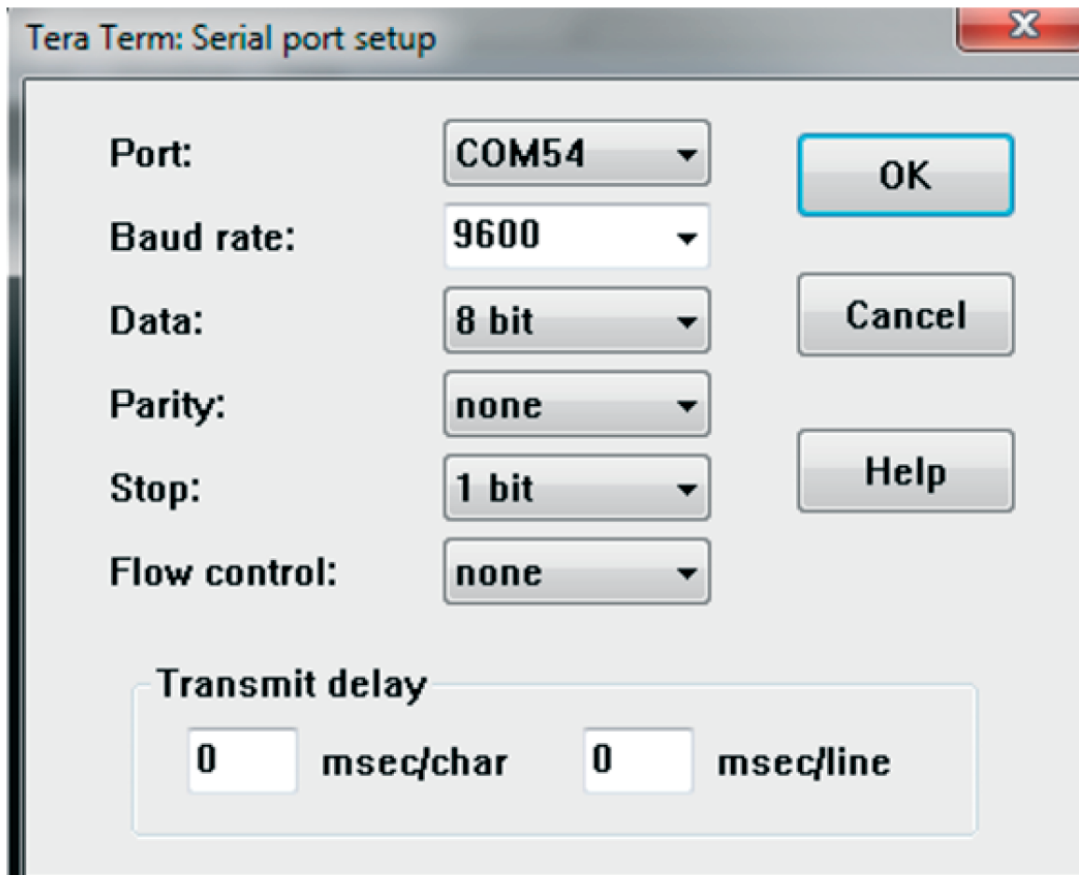 Tera Term: Serial port setup
Port: COM54 OK
Baud rate: 9600
Data: 8 bit Cancel
Parity: none
Stop: 1 bit Help
Flow control: none
Transmit delay
0 msec/char 0 msec/line